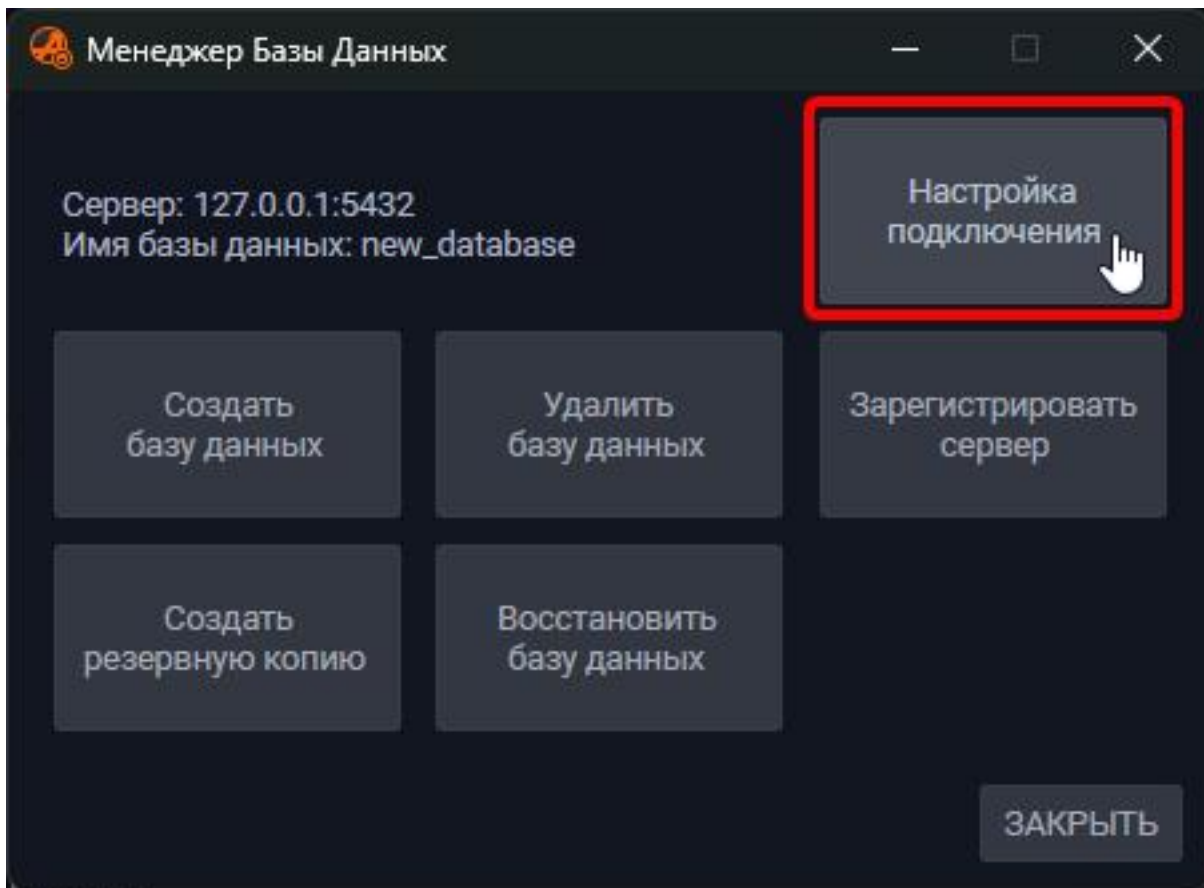 Менеджер Базы Данных
Сервер: 127.0.0.1:5432
Имя базы данных: new_database
Настройка
подключения
Создать
базу данных
Удалить
базу данных
Зарегистрировать
сервер
Создать
резервную копию
Восстановить
базу данных
ЗАКРЫТЬ